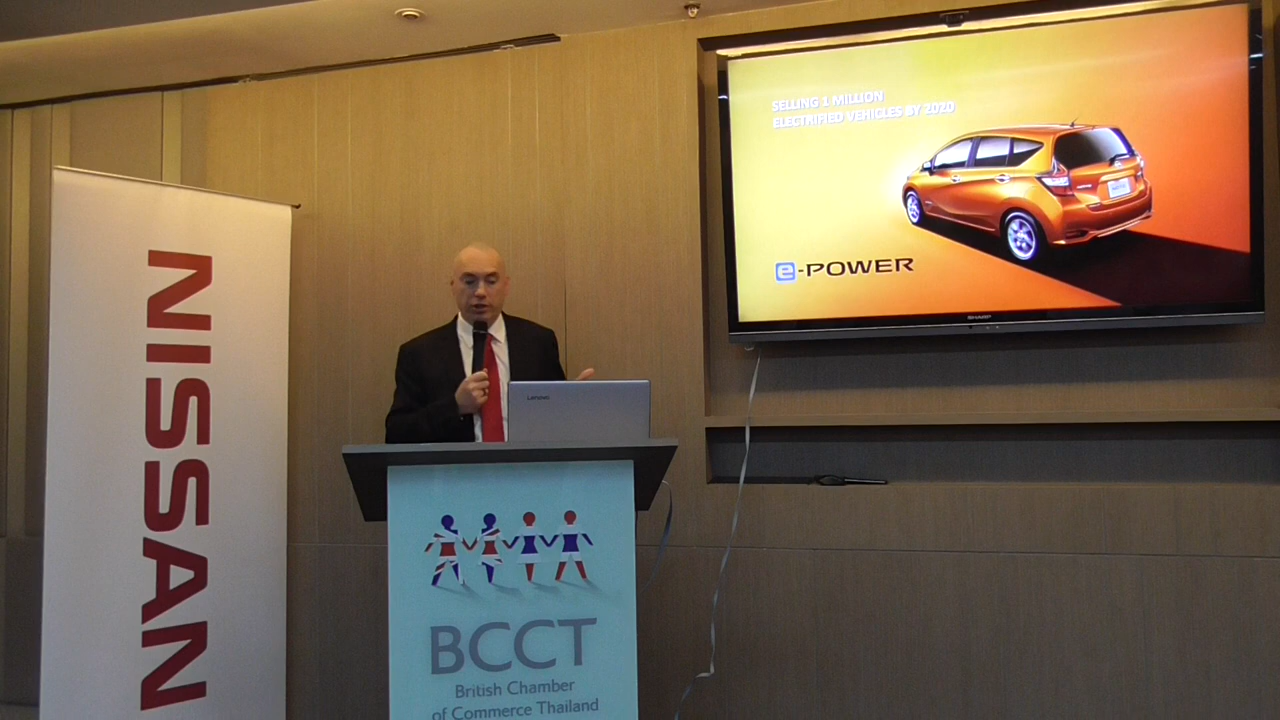 NISSAN
SELLING 1 MILLION
ELECTRIFIED VEHICLES BY 2020
e-POWER
SHARP
Lenovo
BCCT
British Chamber
of Commerce Thailand